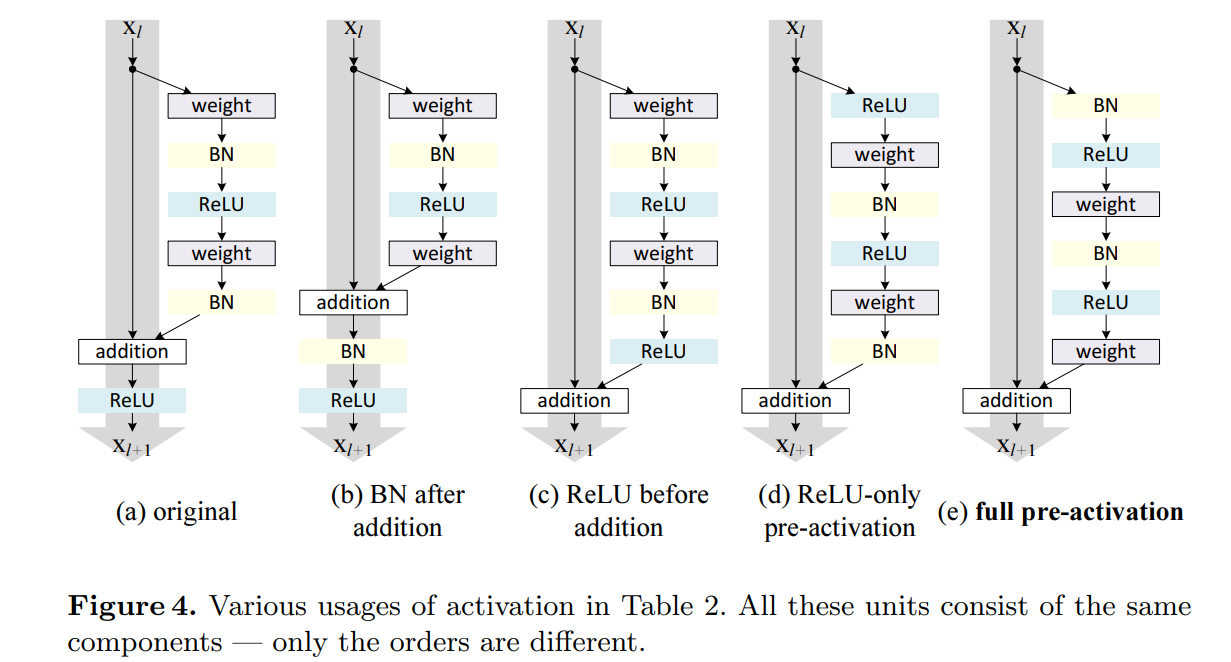 x_l
weight
BN
ReLU
weight
BN
addition
ReLU
x_{l+1}
(a) original
x_l
weight
BN
ReLU
weight
addition
BN
ReLU
x_{l+1}
(b) BN after
addition
x_l
weight
BN
ReLU
weight
BN
ReLU
addition
x_{l+1}
(c) ReLU before
addition
x_l
ReLU
weight
BN
ReLU
weight
BN
addition
x_{l+1}
(d) ReLU-only
pre-activation
x_l
BN
ReLU
weight
BN
ReLU
weight
addition
x_{l+1}
(e) full pre-activation
Figure 4. Various usages of activation in Table 2. All these units consist of the same
components — only the orders are different.